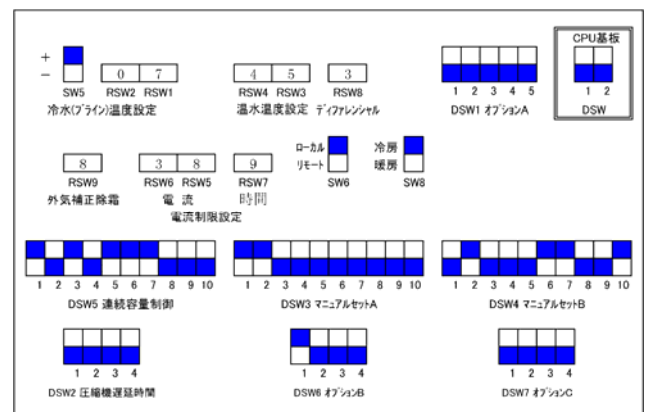 CPU基板
+
−
0 7
4 5
3
1 2 3 4 5
1 2
SW5 RSW2 RSW1
RSW4 RSW3
RSW8
冷水(ブライン)温度設定
温水温度設定 ディファレンシャル
DSW1 オプションA
DSW
ローカル
リモート
SW6
冷房
暖房
SW8
8
3 8
9
RSW9
RSW6 RSW5
RSW7
外気補正除霜
電 流
時間
電流制限設定
1 2 3 4 5 6 7 8 9 10
1 2 3 4 5 6 7 8 9 10
1 2 3 4 5 6 7 8 9 10
DSW5 連続容量制御
DSW3 マニュアルセットA
DSW4 マニュアルセットB
1 2 3 4
1 2 3 4
1 2 3 4
DSW2 圧縮機遅延時間
DSW6 オプションB
DSW7 オプションC